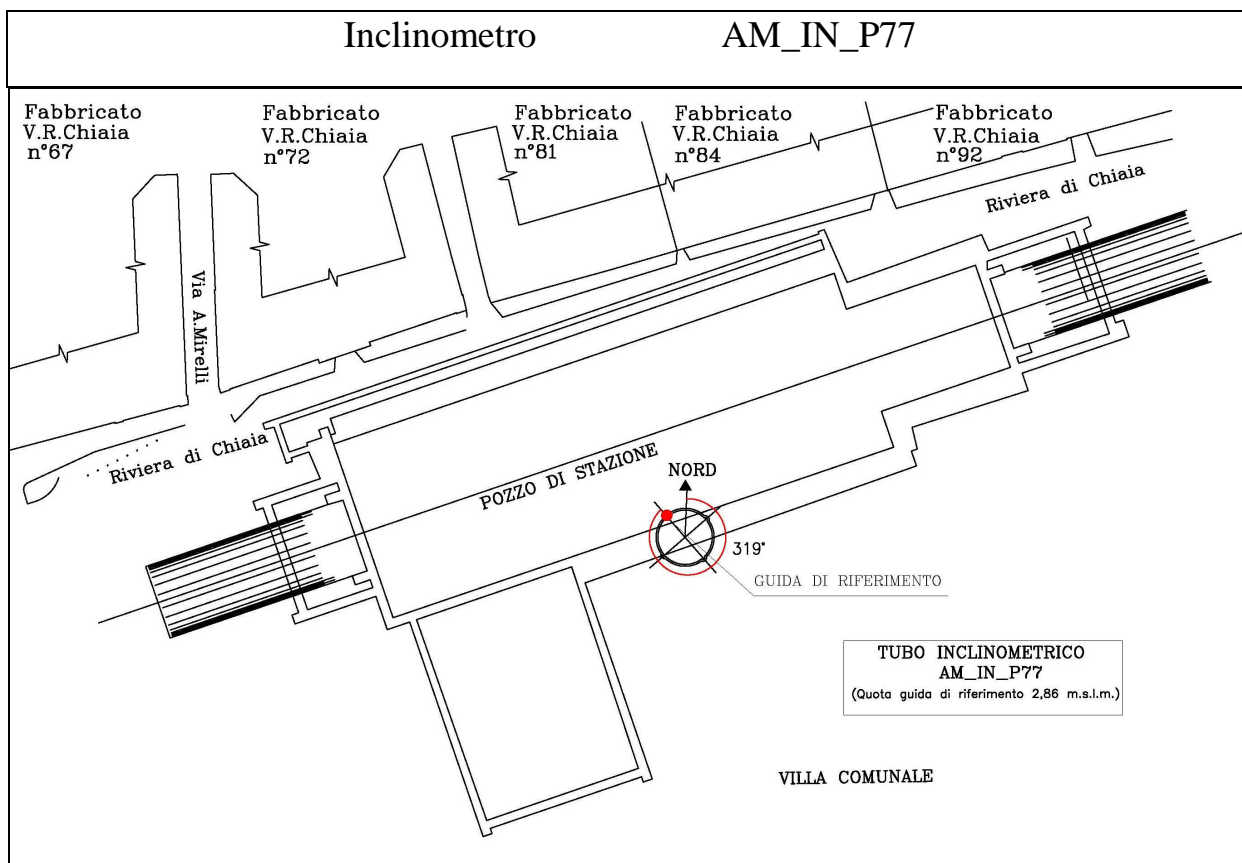 Inclinometro AM_IN_P77
Fabbricato
V.R.Chiaia
n°67
Fabbricato
V.R.Chiaia
n°72
Fabbricato
V.R.Chiaia
n°81
Fabbricato
V.R.Chiaia
n°84
Fabbricato
V.R.Chiaia
n°92
Riviera di Chiaia
Via A.Mirelli
Riviera di Chiaia
POZZO DI STAZIONE
NORD
319°
GUIDA DI RIFERIMENTO
TUBO INCLINOMETRICO
AM_IN_P77
(Quota guida di riferimento 2,86 m.s.l.m.)
VILLA COMUNALE